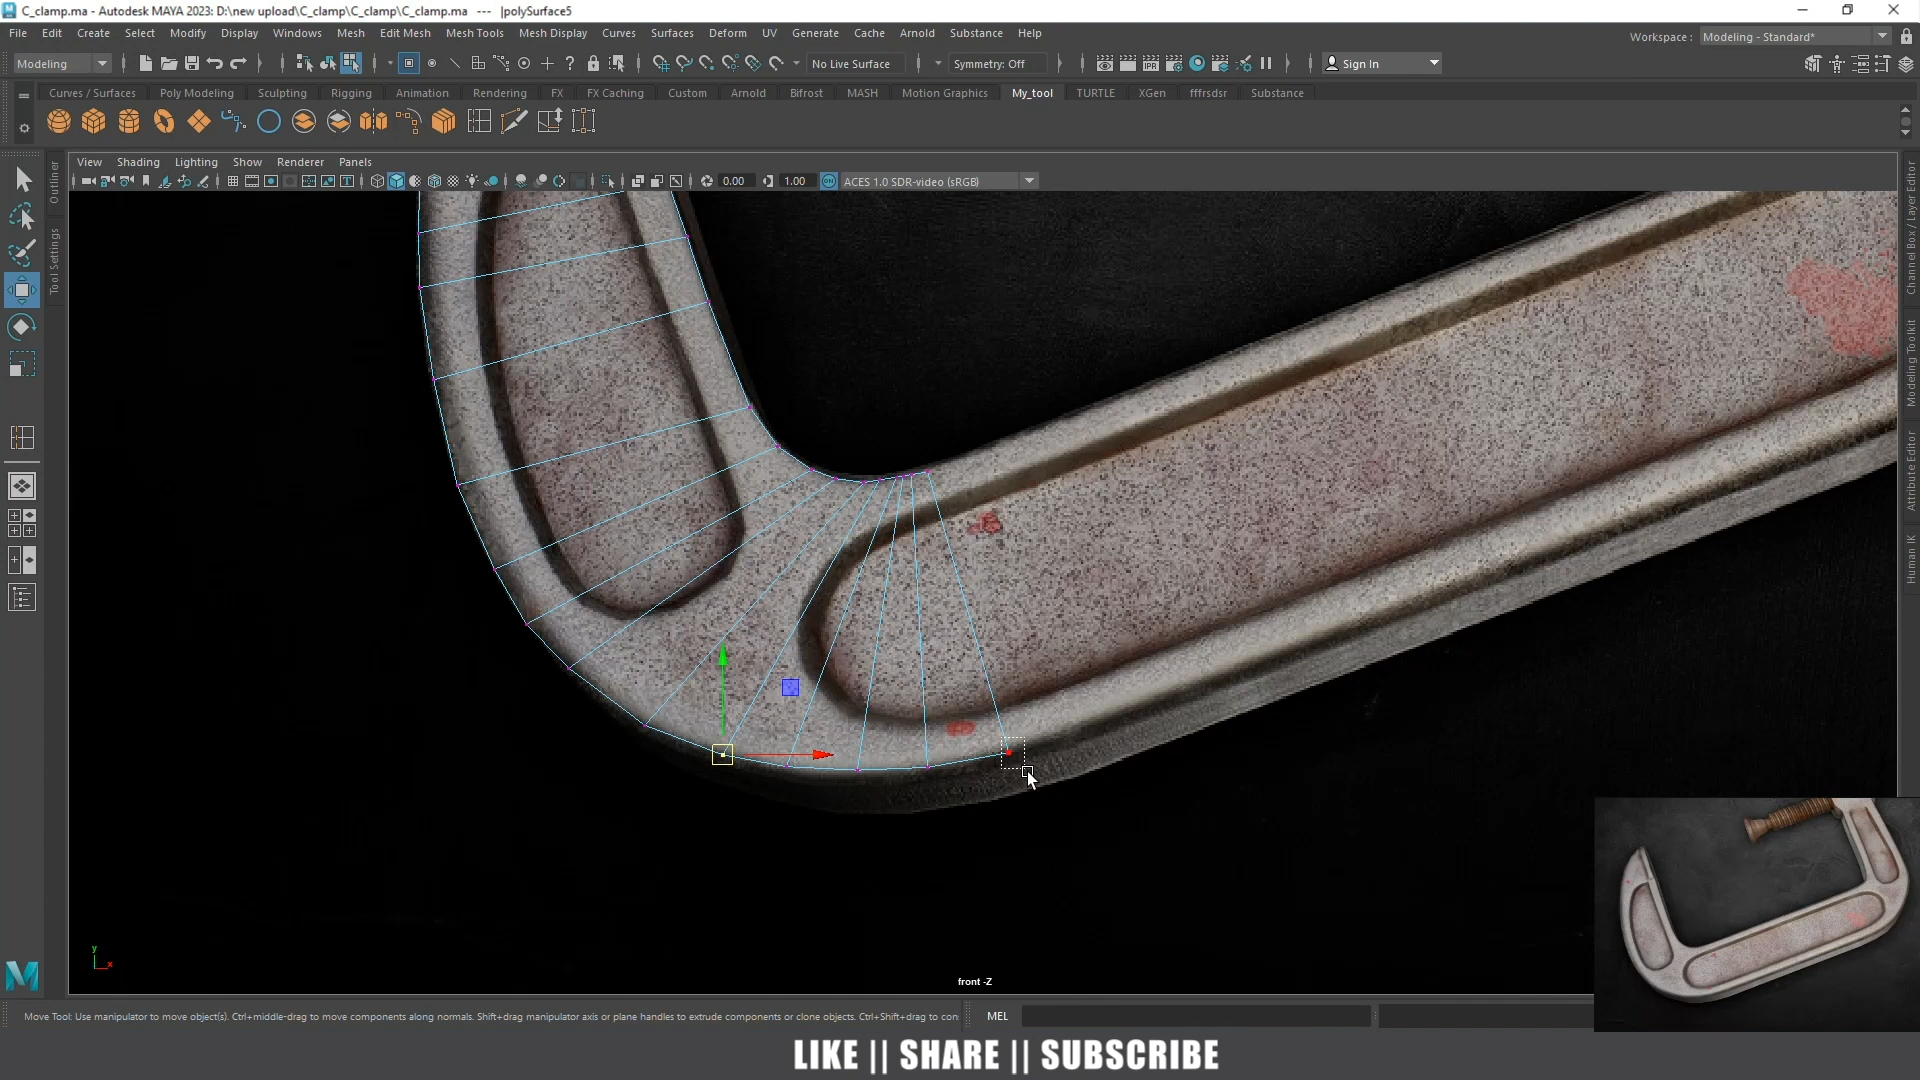 C_clamp.ma - Autodesk MAYA 2023: D:\new upload\C_clamp\C_clamp\C_clamp.ma --- |polySurface5
File Edit Create Select Modify Display Windows Mesh Edit Mesh Mesh Tools Mesh Display Curves Surfaces Deform UV Generate Cache Arnold Substance Help
Workspace : Modeling - Standard*
Modeling No Live Surface Symmetry: Off IPR Sign In
Curves / Surfaces Poly Modeling Sculpting Rigging Animation Rendering FX FX Caching Custom Arnold Bifrost MASH Motion Graphics My_tool TURTLE XGen fffrsdsr Substance
View Shading Lighting Show Renderer Panels
0.00 1.00 ON ACES 1.0 SDR-video (sRGB)
Outliner
Tool Settings
Channel Box / Layer Editor
Modeling Toolkit
Attribute Editor
Human IK
y
x
front -Z
M
Move Tool: Use manipulator to move object(s). Ctrl+middle-drag to move components along normals. Shift+drag manipulator axis or plane handles to extrude components or clone objects. Ctrl+Shift+drag to con
MEL
LIKE || SHARE || SUBSCRIBE